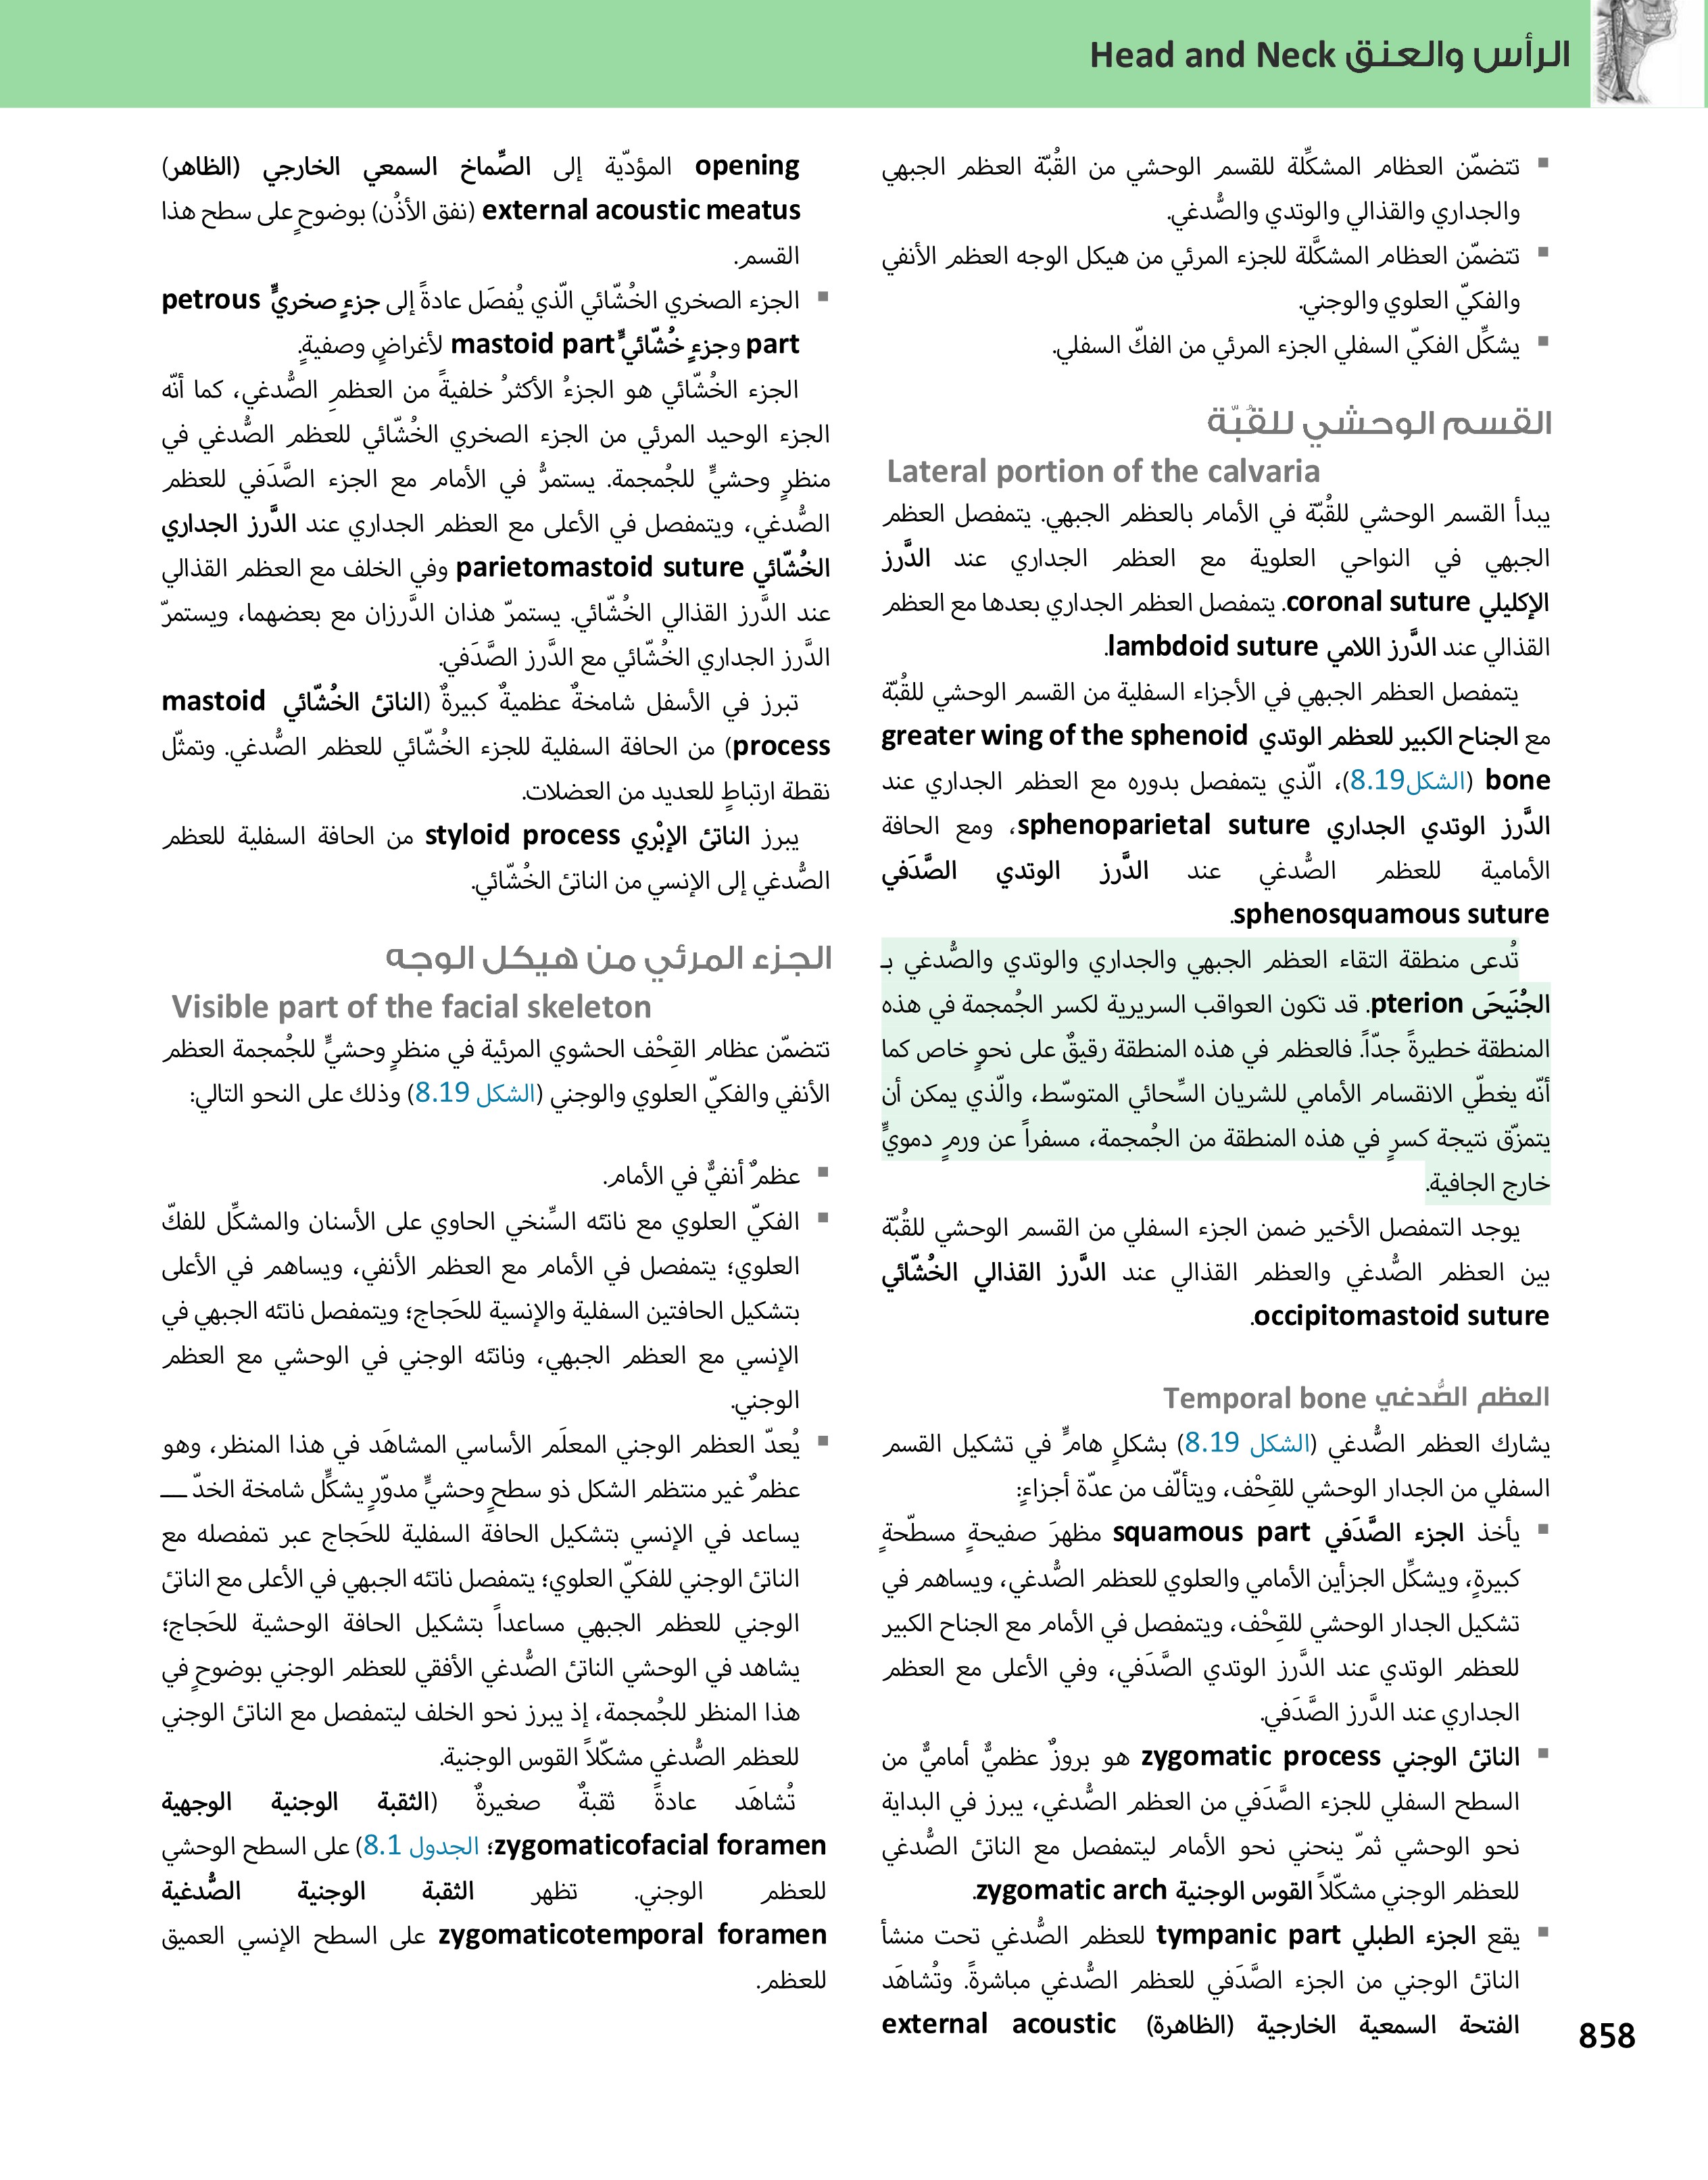 الرأس والعنق Head and Neck
▪ تتضمّن العظام المشكِّلة للقسم الوحشي من القُبّة العظم الجبهي
والجداري والقذالي والوتدي والصُّدغي.
▪ تتضمّن العظام المشكَّلة للجزء المرئي من هيكل الوجه العظم الأنفي
والفكيّ العلوي والوجني.
▪ يشكِّل الفكيّ السفلي الجزء المرئي من الفكّ السفلي.
القسم الوحشي للقُبّة
Lateral portion of the calvaria
يبدأ القسم الوحشي للقُبّة في الأمام بالعظم الجبهي. يتمفصل العظم
الجبهي في النواحي العلوية مع العظم الجداري عند الدَّرز
الإكليلي coronal suture. يتمفصل العظم الجداري بعدها مع العظم
القذالي عند الدَّرز اللامي lambdoid suture.
يتمفصل العظم الجبهي في الأجزاء السفلية من القسم الوحشي للقُبّة
مع الجناح الكبير للعظم الوتدي greater wing of the sphenoid
bone (الشكل8.19)، الّذي يتمفصل بدوره مع العظم الجداري عند
الدَّرز الوتدي الجداري sphenoparietal suture، ومع الحافة
الأمامية للعظم الصُّدغي عند الدَّرز الوتدي الصَّدَفي
sphenosquamous suture.
تُدعى منطقة التقاء العظم الجبهي والجداري والوتدي والصُّدغي بـ
الجُنَيحَى pterion. قد تكون العواقب السريرية لكسر الجُمجمة في هذه
المنطقة خطيرةً جدّاً. فالعظم في هذه المنطقة رقيقٌ على نحوٍ خاص كما
أنّه يغطّي الانقسام الأمامي للشريان السِّحائي المتوسّط، والّذي يمكن أن
يتمزّق نتيجة كسرٍ في هذه المنطقة من الجُمجمة، مسفراً عن ورمٍ دمويٍّ
خارج الجافية.
يوجد التمفصل الأخير ضمن الجزء السفلي من القسم الوحشي للقُبّة
بين العظم الصُّدغي والعظم القذالي عند الدَّرز القذالي الخُشّائي
occipitomastoid suture.
العظم الصُّدغي Temporal bone
يشارك العظم الصُّدغي (الشكل 8.19) بشكلٍ هامٍّ في تشكيل القسم
السفلي من الجدار الوحشي للقِحْف، ويتألّف من عدّة أجزاءٍ:
▪ يأخذ الجزء الصَّدَفي squamous part مظهرَ صفيحةٍ مسطّحةٍ
كبيرةٍ، ويشكِّل الجزأين الأمامي والعلوي للعظم الصُّدغي، ويساهم في
تشكيل الجدار الوحشي للقِحْف، ويتمفصل في الأمام مع الجناح الكبير
للعظم الوتدي عند الدَّرز الوتدي الصَّدَفي، وفي الأعلى مع العظم
الجداري عند الدَّرز الصَّدَفي.
▪ الناتئ الوجني zygomatic process هو بروزٌ عظميٌّ أماميٌّ من
السطح السفلي للجزء الصَّدَفي من العظم الصُّدغي، يبرز في البداية
نحو الوحشي ثمّ ينحني نحو الأمام ليتمفصل مع الناتئ الصُّدغي
للعظم الوجني مشكّلاً القوس الوجنية zygomatic arch.
▪ يقع الجزء الطبلي tympanic part للعظم الصُّدغي تحت منشأ
الناتئ الوجني من الجزء الصَّدَفي للعظم الصُّدغي مباشرةً. وتُشاهَد
الفتحة السمعية الخارجية (الظاهرة) external acoustic
opening المؤدّية إلى الصِّماخ السمعي الخارجي (الظاهر)
external acoustic meatus (نفق الأذُن) بوضوحٍ على سطح هذا
القسم.
▪ الجزء الصخري الخُشّائي الّذي يُفصَل عادةً إلى جزءٍ صخريٍّ petrous
part وجزءٍ خُشّائيٍّ mastoid part لأغراضٍ وصفيةٍ.
الجزء الخُشّائي هو الجزءُ الأكثرُ خلفيةً من العظمِ الصُّدغي، كما أنّه
الجزء الوحيد المرئي من الجزء الصخري الخُشّائي للعظم الصُّدغي في
منظرٍ وحشيٍّ للجُمجمة. يستمرُّ في الأمام مع الجزء الصَّدَفي للعظم
الصُّدغي، ويتمفصل في الأعلى مع العظم الجداري عند الدَّرز الجداري
الخُشّائي parietomastoid suture وفي الخلف مع العظم القذالي
عند الدَّرز القذالي الخُشّائي. يستمرّ هذان الدَّرزان مع بعضهما، ويستمرّ
الدَّرز الجداري الخُشّائي مع الدَّرز الصَّدَفي.
تبرز في الأسفل شامخةٌ عظميةٌ كبيرةٌ (الناتئ الخُشّائي mastoid
process) من الحافة السفلية للجزء الخُشّائي للعظم الصُّدغي. وتمثّل
نقطة ارتباطٍ للعديد من العضلات.
يبرز الناتئ الإبْري styloid process من الحافة السفلية للعظم
الصُّدغي إلى الإنسي من الناتئ الخُشّائي.
الجزء المرئي من هيكل الوجه
Visible part of the facial skeleton
تتضمّن عظام القِحْف الحشوي المرئية في منظرٍ وحشيٍّ للجُمجمة العظم
الأنفي والفكيّ العلوي والوجني (الشكل 8.19) وذلك على النحو التالي:
▪ عظمٌ أنفيٌّ في الأمام.
▪ الفكيّ العلوي مع ناتئه السِّنخي الحاوي على الأسنان والمشكِّل للفكّ
العلوي؛ يتمفصل في الأمام مع العظم الأنفي، ويساهم في الأعلى
بتشكيل الحافتين السفلية والإنسية للحَجاج؛ ويتمفصل ناتئه الجبهي في
الإنسي مع العظم الجبهي، وناتئه الوجني في الوحشي مع العظم
الوجني.
▪ يُعدّ العظم الوجني المعلَم الأساسي المشاهَد في هذا المنظر، وهو
عظمٌ غير منتظم الشكل ذو سطحٍ وحشيٍّ مدوّرٍ يشكِّل شامخة الخدّ —
يساعد في الإنسي بتشكيل الحافة السفلية للحَجاج عبر تمفصله مع
الناتئ الوجني للفكيّ العلوي؛ يتمفصل ناتئه الجبهي في الأعلى مع الناتئ
الوجني للعظم الجبهي مساعداً بتشكيل الحافة الوحشية للحَجاج؛
يشاهد في الوحشي الناتئ الصُّدغي الأفقي للعظم الوجني بوضوحٍ في
هذا المنظر للجُمجمة، إذ يبرز نحو الخلف ليتمفصل مع الناتئ الوجني
للعظم الصُّدغي مشكّلاً القوس الوجنية.
تُشاهَد عادةً ثقبةٌ صغيرةٌ (الثقبة الوجنية الوجهية
zygomaticofacial foramen؛ الجدول 8.1) على السطح الوحشي
للعظم الوجني. تظهر الثقبة الوجنية الصُّدغية
zygomaticotemporal foramen على السطح الإنسي العميق
للعظم.
858